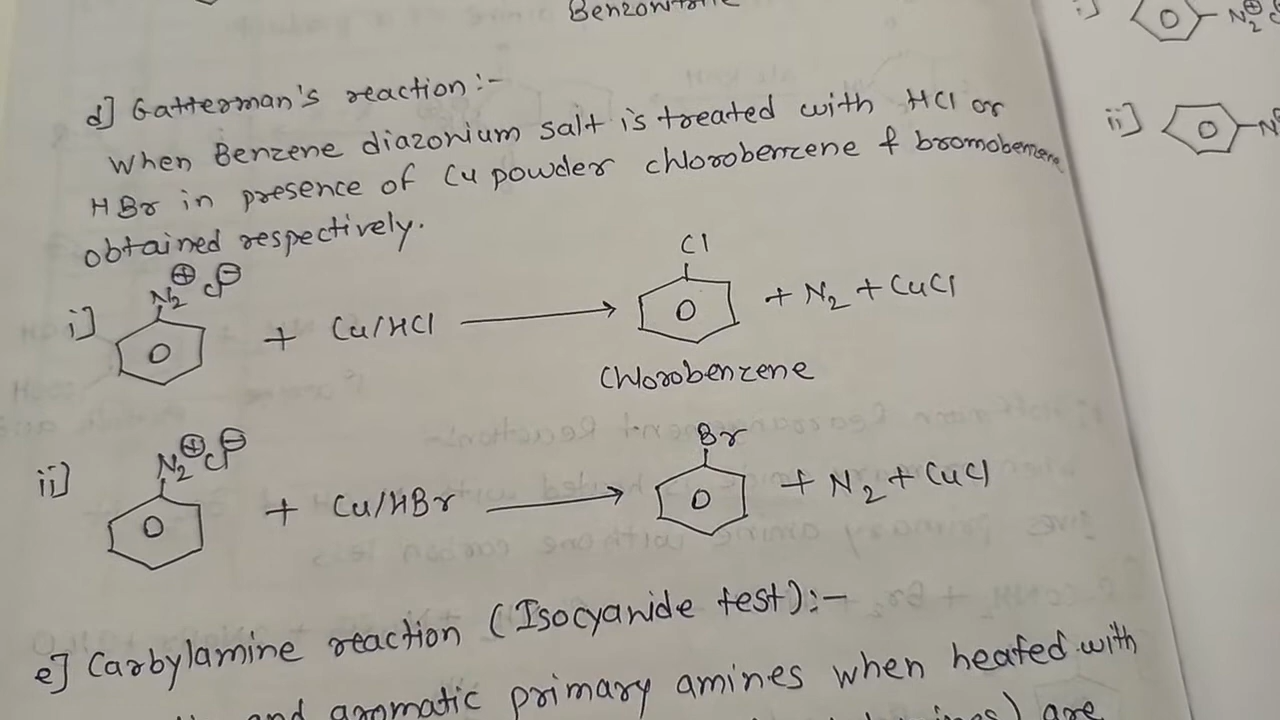 d] Gatterman's reaction :-
When Benzene diazonium salt is treated with HCl or
HBr in presence of Cu powder chlorobenzene & bromobenzene
obtained respectively.
N2⊕ Cl⊖
Cl
i] + Cu/HCl ⟶ + N2 + CuCl
Chlorobenzene
N2⊕ Cl⊖
Br
ii] + Cu/HBr ⟶ + N2 + CuCl
e] Carbylamine reaction (Isocyanide test):-
and aromatic primary amines when heated with
are
i] N2⊕
ii]